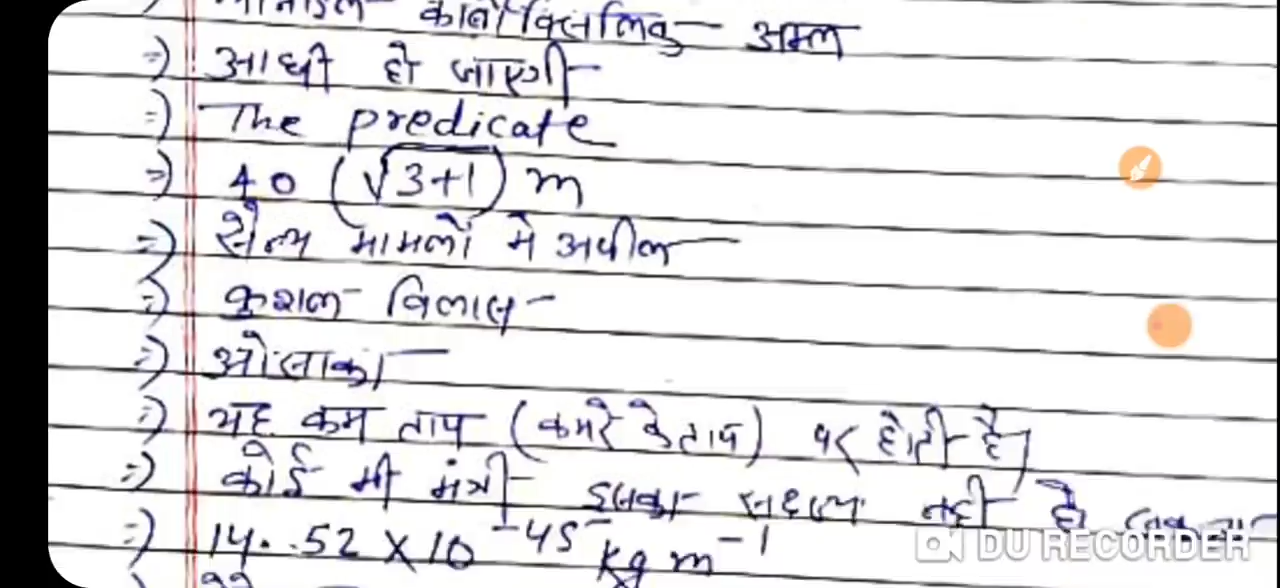 कार्बोक्सिलिक अम्ल
=) आधी हो जाएगी
=) The predicate
=) 40 (√3+1) m
=) सैन्य मामलों में अपील
=) कुशल विलास
=) ओसाका
=) यह कम ताप (कमरे के ताप) पर होती है।
=) कोई भी मंत्री इसका सदस्य नहीं हो
=) 14.52 × 10⁻⁴⁵ kg m⁻¹
DU RECORDER